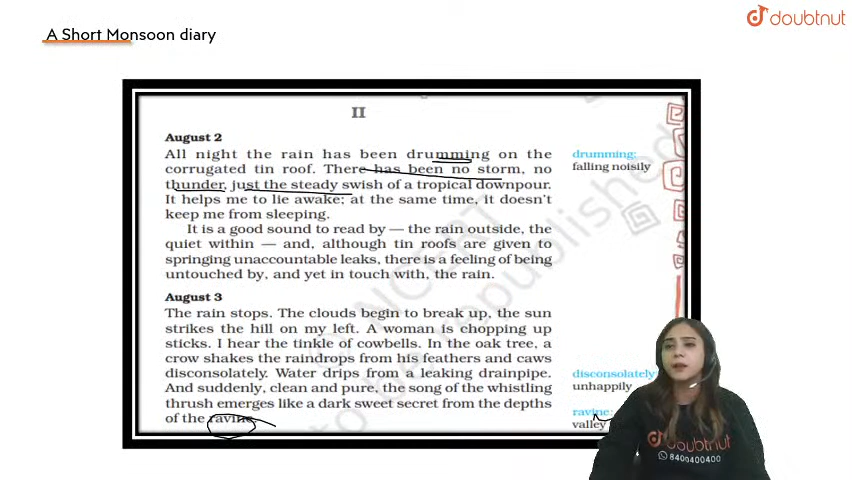 doubtnut
A Short Monsoon diary
II
August 2
All night the rain has been drumming on the
corrugated tin roof. There has been no storm, no
thunder, just the steady swish of a tropical downpour.
It helps me to lie awake; at the same time, it doesn't
keep me from sleeping.
It is a good sound to read by — the rain outside, the
quiet within — and, although tin roofs are given to
springing unaccountable leaks, there is a feeling of being
untouched by, and yet in touch with, the rain.
August 3
The rain stops. The clouds begin to break up, the sun
strikes the hill on my left. A woman is chopping up
sticks. I hear the tinkle of cowbells. In the oak tree, a
crow shakes the raindrops from his feathers and caws
disconsolately. Water drips from a leaking drainpipe.
And suddenly, clean and pure, the song of the whistling
thrush emerges like a dark sweet secret from the depths
of the ravine.
drumming:
falling noisily
disconsolately:
unhappily
ravine:
valley
© NCERT
to be republished
doubtnut
8400400400